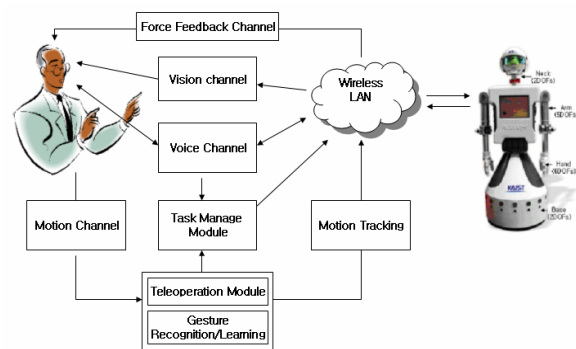 Force Feedback Channel
Vision channel
Wireless
LAN
Voice Channel
Motion Channel
Task Manage
Module
Motion Tracking
Teleoperation Module
Gesture
Recognition/Learning
Neck
(2DOFs)
Arm
(5DOFs)
Hand
(6DOFs)
Base
(2DOFs)